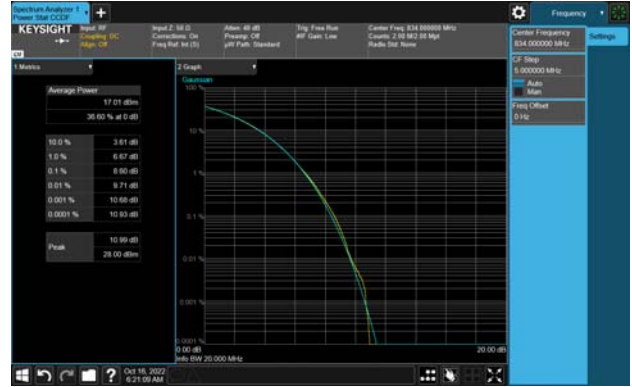 Spectrum Analyzer 1
Power Stat CCDF
Frequency
KEYSIGHT
Input: RF
Coupling: DC
Align: Off
Input Z: 50 Ω
Corrections: On
Freq Ref: Int (S)
Atten: 40 dB
Preamp: Off
µW Path: Standard
Trig: Free Run
#IF Gain: Low
Center Freq: 834.000000 MHz
Counts: 2.00 M/2.00 Mpt
Radio Std: None
Center Frequency
834.000000 MHz
Settings
CF Step
5.000000 MHz
Auto
Man
Freq Offset
0 Hz
1 Metrics
Average Power
17.01 dBm
36.60 % at 0 dB
10.0 % 3.61 dB
1.0 % 6.67 dB
0.1 % 8.60 dB
0.01 % 9.71 dB
0.001 % 10.68 dB
0.0001 % 10.93 dB
Peak
10.99 dB
28.00 dBm
2 Graph
Gaussian
100 %
10 %
1 %
0.1 %
0.01 %
0.001 %
0.0001 %
0.00 dB
20.00 dB
Info BW 20.000 MHz
Oct 16, 2022
6:21:09 AM